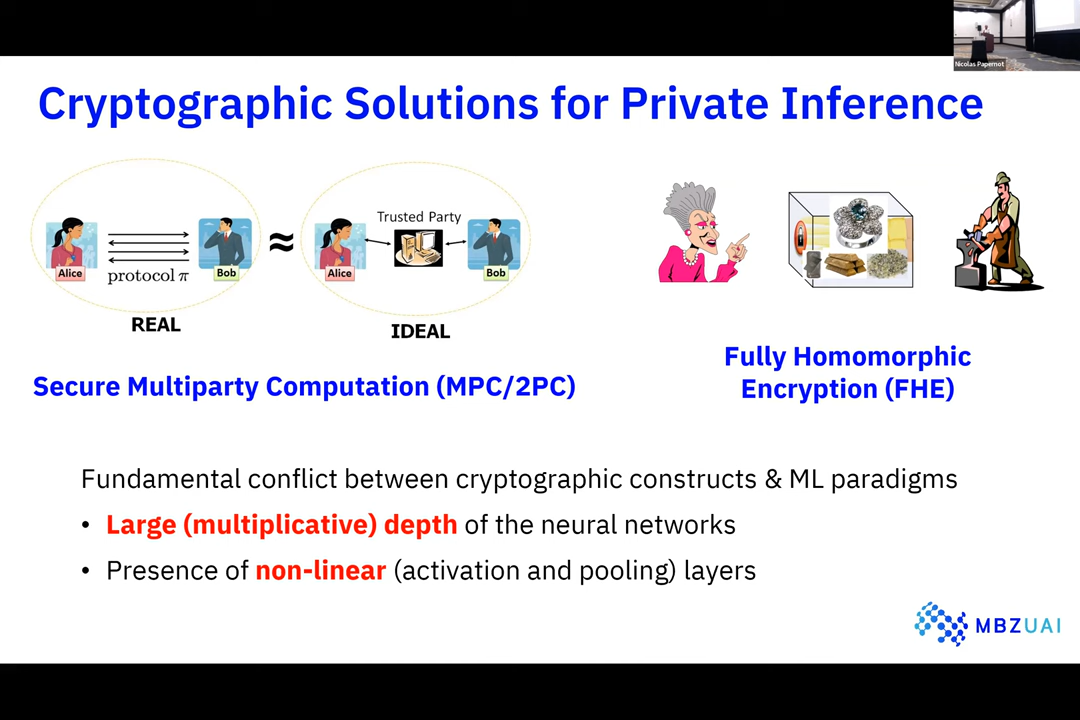 Nicolas Papernot
Cryptographic Solutions for Private Inference
Alice
protocol π
Bob
≈
Trusted Party
Alice
Bob
REAL
IDEAL
Secure Multiparty Computation (MPC/2PC)
Fully Homomorphic
Encryption (FHE)
Fundamental conflict between cryptographic constructs & ML paradigms
• Large (multiplicative) depth of the neural networks
• Presence of non-linear (activation and pooling) layers
MBZUAI